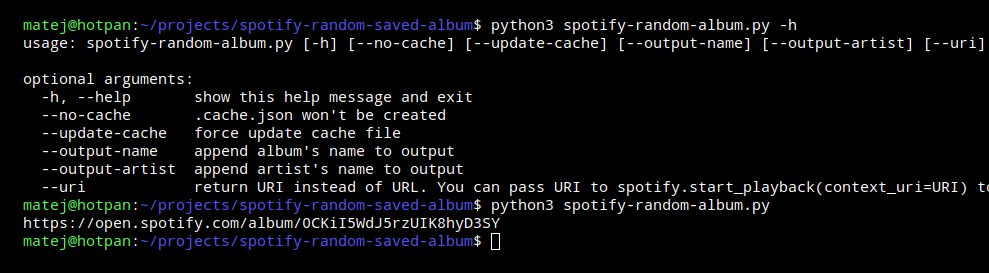 matej@hotpan:~/projects/spotify-random-saved-album$ python3 spotify-random-album.py -h
usage: spotify-random-album.py [-h] [--no-cache] [--update-cache] [--output-name] [--output-artist] [--uri]
optional arguments:
-h, --help show this help message and exit
--no-cache .cache.json won't be created
--update-cache force update cache file
--output-name append album's name to output
--output-artist append artist's name to output
--uri return URI instead of URL. You can pass URI to spotify.start_playback(context_uri=URI) to
matej@hotpan:~/projects/spotify-random-saved-album$ python3 spotify-random-album.py
https://open.spotify.com/album/0CKiI5WdJ5rzUIK8hyD3SY
matej@hotpan:~/projects/spotify-random-saved-album$